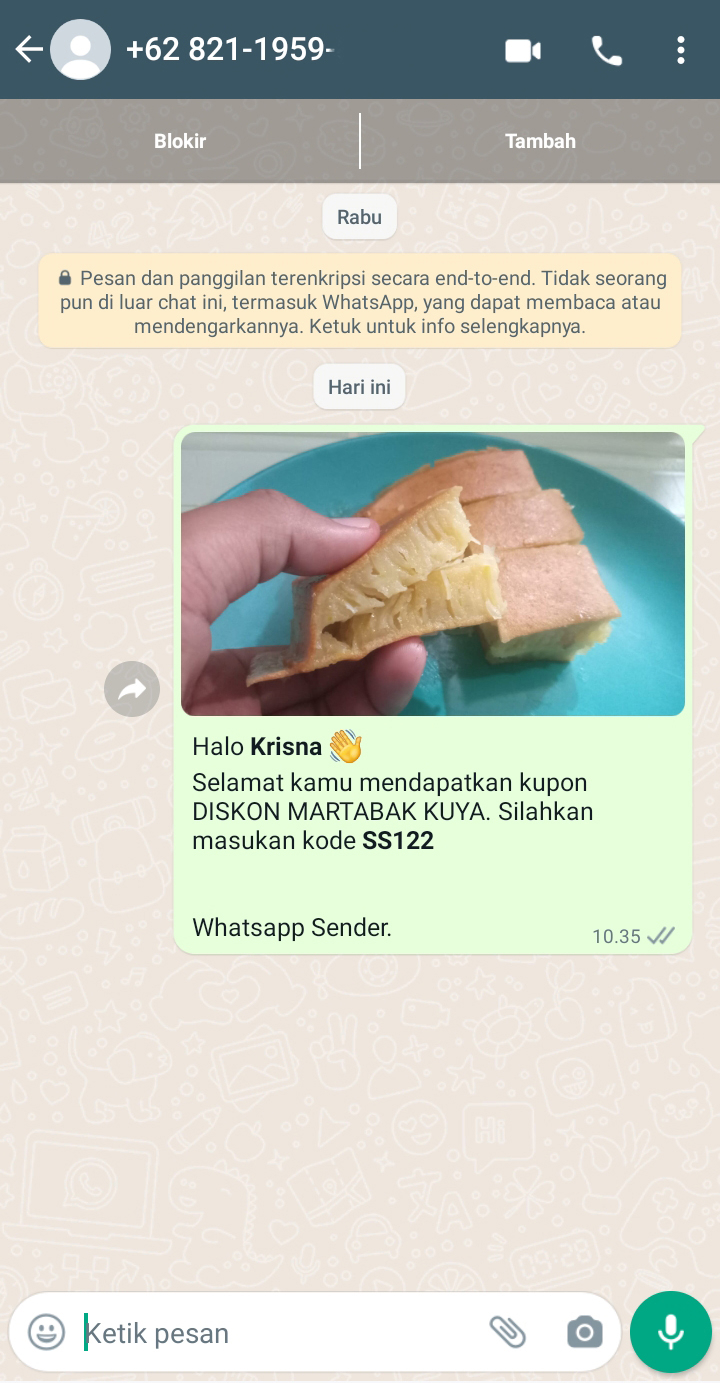 +62 821-1959-
Blokir
Tambah
Rabu
Pesan dan panggilan terenkripsi secara end-to-end. Tidak seorang
pun di luar chat ini, termasuk WhatsApp, yang dapat membaca atau
mendengarkannya. Ketuk untuk info selengkapnya.
Hari ini
Halo Krisna 👋
Selamat kamu mendapatkan kupon
DISKON MARTABAK KUYA. Silahkan
masukan kode SS122
Whatsapp Sender.
10.35
Ketik pesan